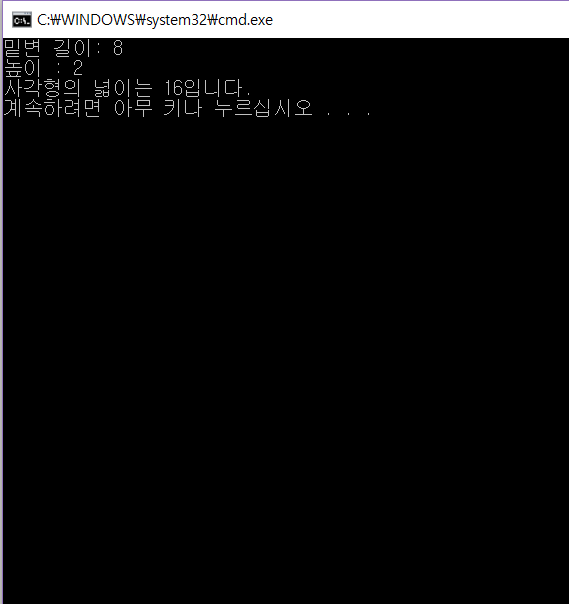 C:\WINDOWS\system32\cmd.exe
밑변 길이: 8
높이 : 2
사각형의 넓이는 16입니다.
계속하려면 아무 키나 누르십시오 . . .